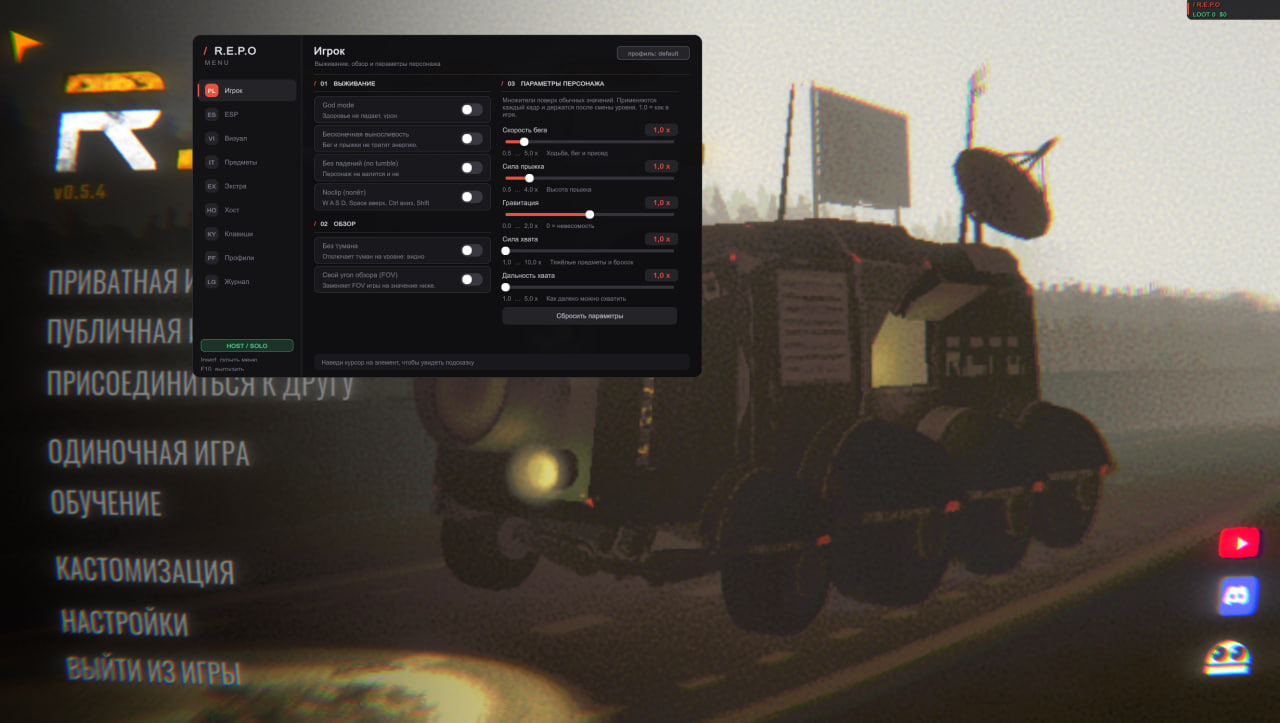 / R.E.P.O
LOOT 0 $0
R.
v0.5.4
ПРИВАТНАЯ И
ПУБЛИЧНАЯ И
ПРИСОЕДИНИТЬСЯ К ДРУГУ
ОДИНОЧНАЯ ИГРА
ОБУЧЕНИЕ
КАСТОМИЗАЦИЯ
НАСТРОЙКИ
ВЫЙТИ ИЗ ИГРЫ
/ R.E.P.O
MENU
PL Игрок
ES ESP
VI Визуал
IT Предметы
EX Экстра
HO Хост
KY Клавиши
PF Профили
LG Журнал
HOST / SOLO
Insert скрыть меню
F10 выгрузить
Игрок
Выживание, обзор и параметры персонажа
профиль: default
/ 01 ВЫЖИВАНИЕ
God mode
Здоровье не падает, урон
Бесконечная выносливость
Бег и прыжки не тратят энергию.
Без падений (no tumble)
Персонаж не валится и не
Noclip (полёт)
W A S D, Space вверх, Ctrl вниз, Shift
/ 02 ОБЗОР
Без тумана
Отключает туман на уровне: видно
Свой угол обзора (FOV)
Заменяет FOV игры на значение ниже.
/ 03 ПАРАМЕТРЫ ПЕРСОНАЖА
Множители поверх обычных значений. Применяются
каждый кадр и держатся после смены уровня. 1,0 = как в
игре.
Скорость бега 1,0 x
0,5 ... 5,0 x Ходьба, бег и присед
Сила прыжка 1,0 x
0,5 ... 4,0 x Высота прыжка
Гравитация 1,0 x
0,0 ... 2,0 x 0 = невесомость
Сила хвата 1,0 x
1,0 ... 10,0 x Тяжёлые предметы и бросок
Дальность хвата 1,0 x
1,0 ... 5,0 x Как далеко можно схватить
Сбросить параметры
Наведи курсор на элемент, чтобы увидеть подсказку